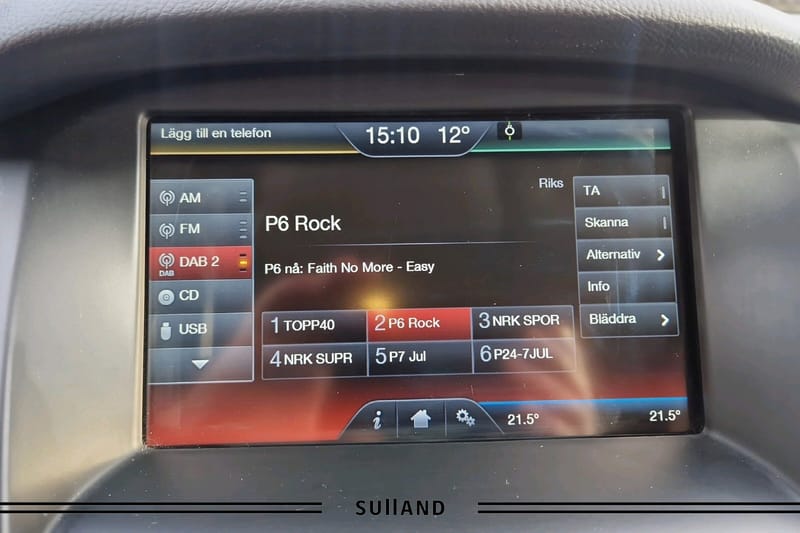 Lägg till en telefon
15:10 12°
Riks
AM
FM
DAB 2
DAB
CD
USB
P6 Rock
P6 nå: Faith No More - Easy
1 TOPP40
2 P6 Rock
3 NRK SPOR
4 NRK SUPR
5 P7 Jul
6 P24-7JUL
TA
Skanna
Alternativ
Info
Bläddra
i
21.5°
21.5°
SUllAND